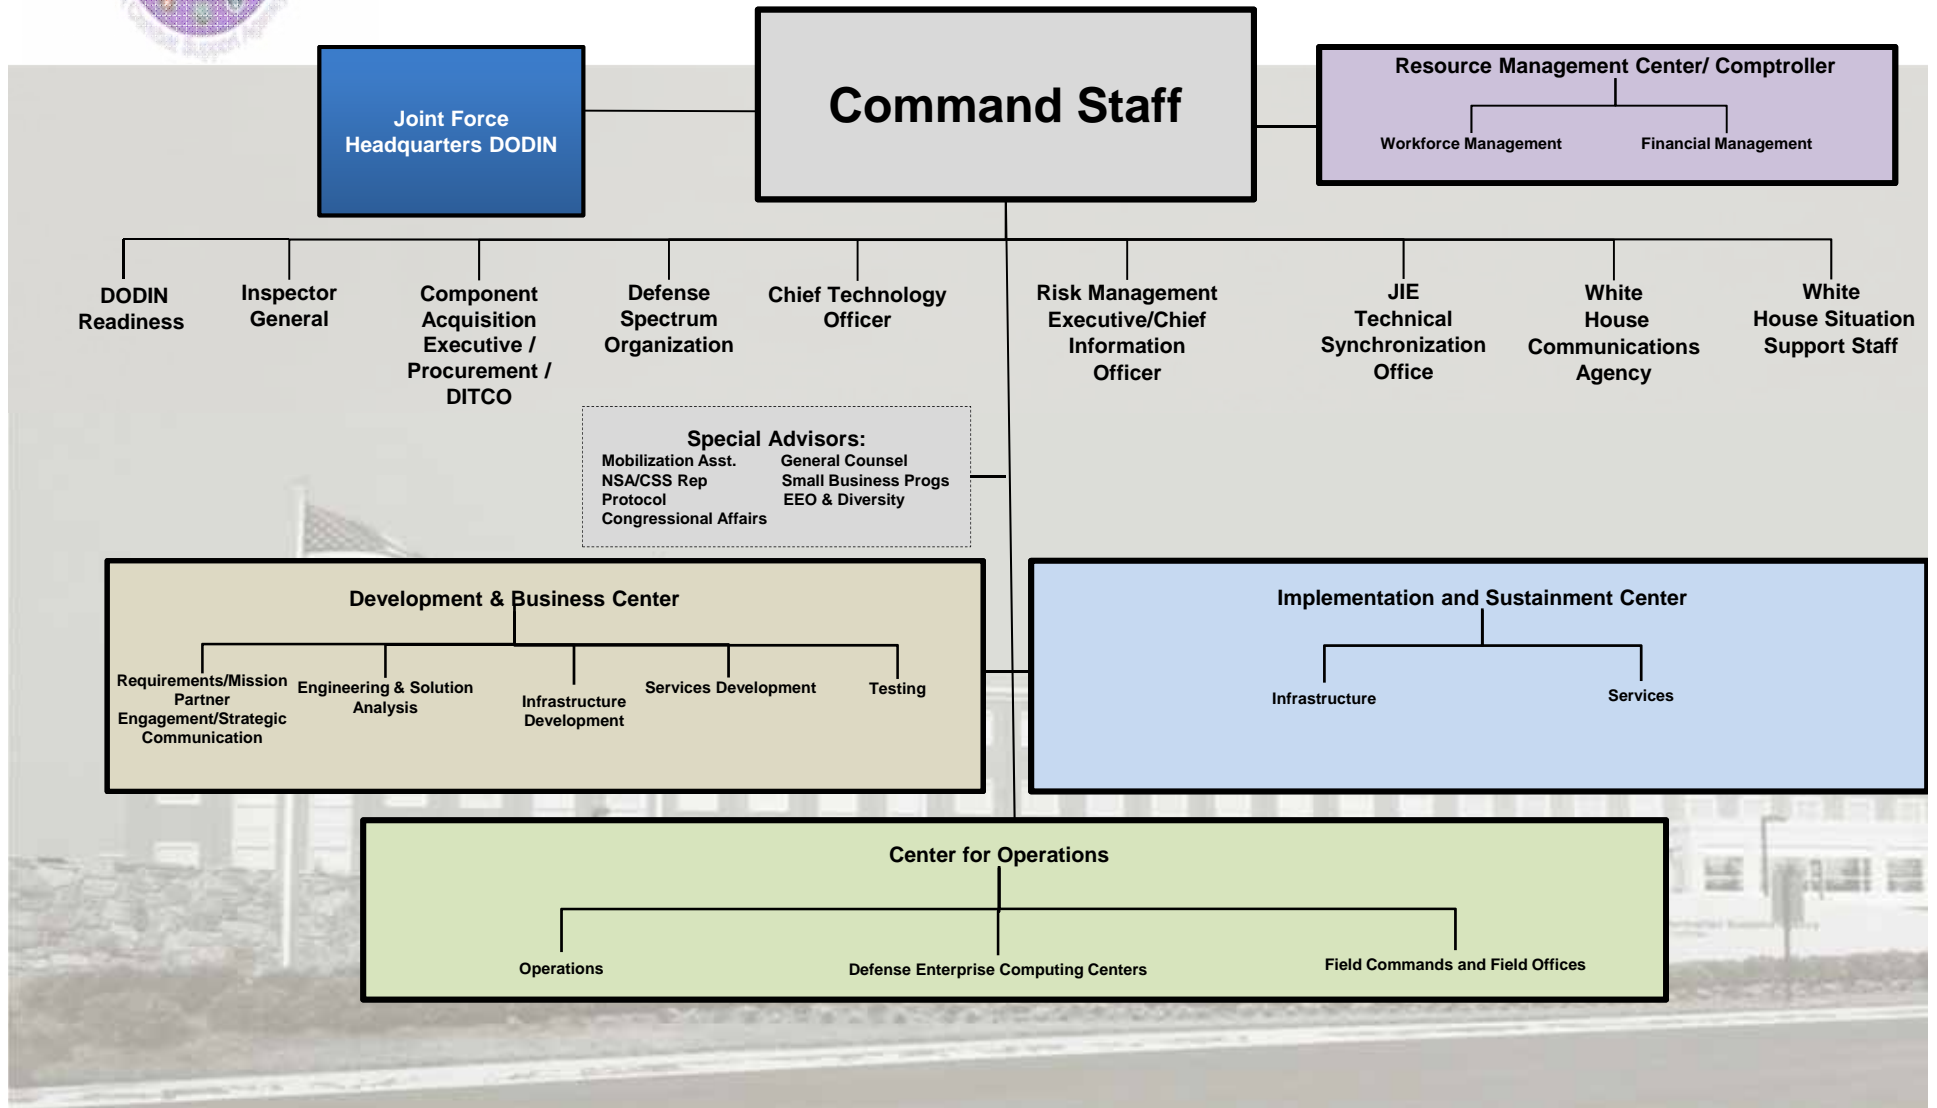 Joint Force
Headquarters DODIN
Command Staff
Resource Management Center/ Comptroller
Workforce Management
Financial Management
DODIN
Readiness
Inspector
General
Component
Acquisition
Executive /
Procurement /
DITCO
Defense
Spectrum
Organization
Chief Technology
Officer
Risk Management
Executive/Chief
Information
Officer
JIE
Technical
Synchronization
Office
White
House
Communications
Agency
White
House Situation
Support Staff
Special Advisors:
Mobilization Asst. General Counsel
NSA/CSS Rep Small Business Progs
Protocol EEO & Diversity
Congressional Affairs
Development & Business Center
Requirements/Mission
Partner
Engagement/Strategic
Communication
Engineering & Solution
Analysis
Infrastructure
Development
Services Development
Testing
Implementation and Sustainment Center
Infrastructure
Services
Center for Operations
Operations
Defense Enterprise Computing Centers
Field Commands and Field Offices